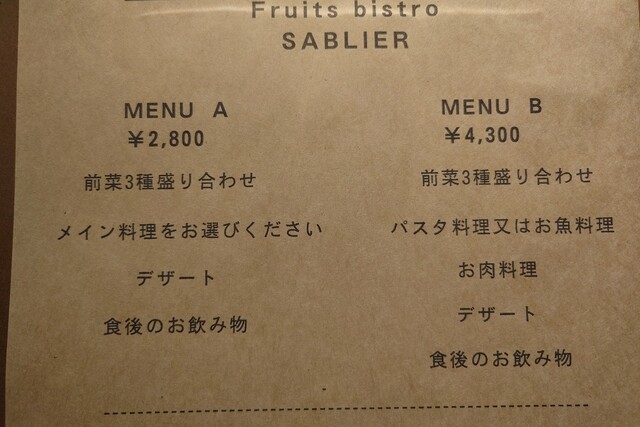 Fruits bistro
SABLIER
MENU A
¥2,800
前菜3種盛り合わせ
メイン料理をお選びください
デザート
食後のお飲み物
MENU B
¥4,300
前菜3種盛り合わせ
パスタ料理又はお魚料理
お肉料理
デザート
食後のお飲み物